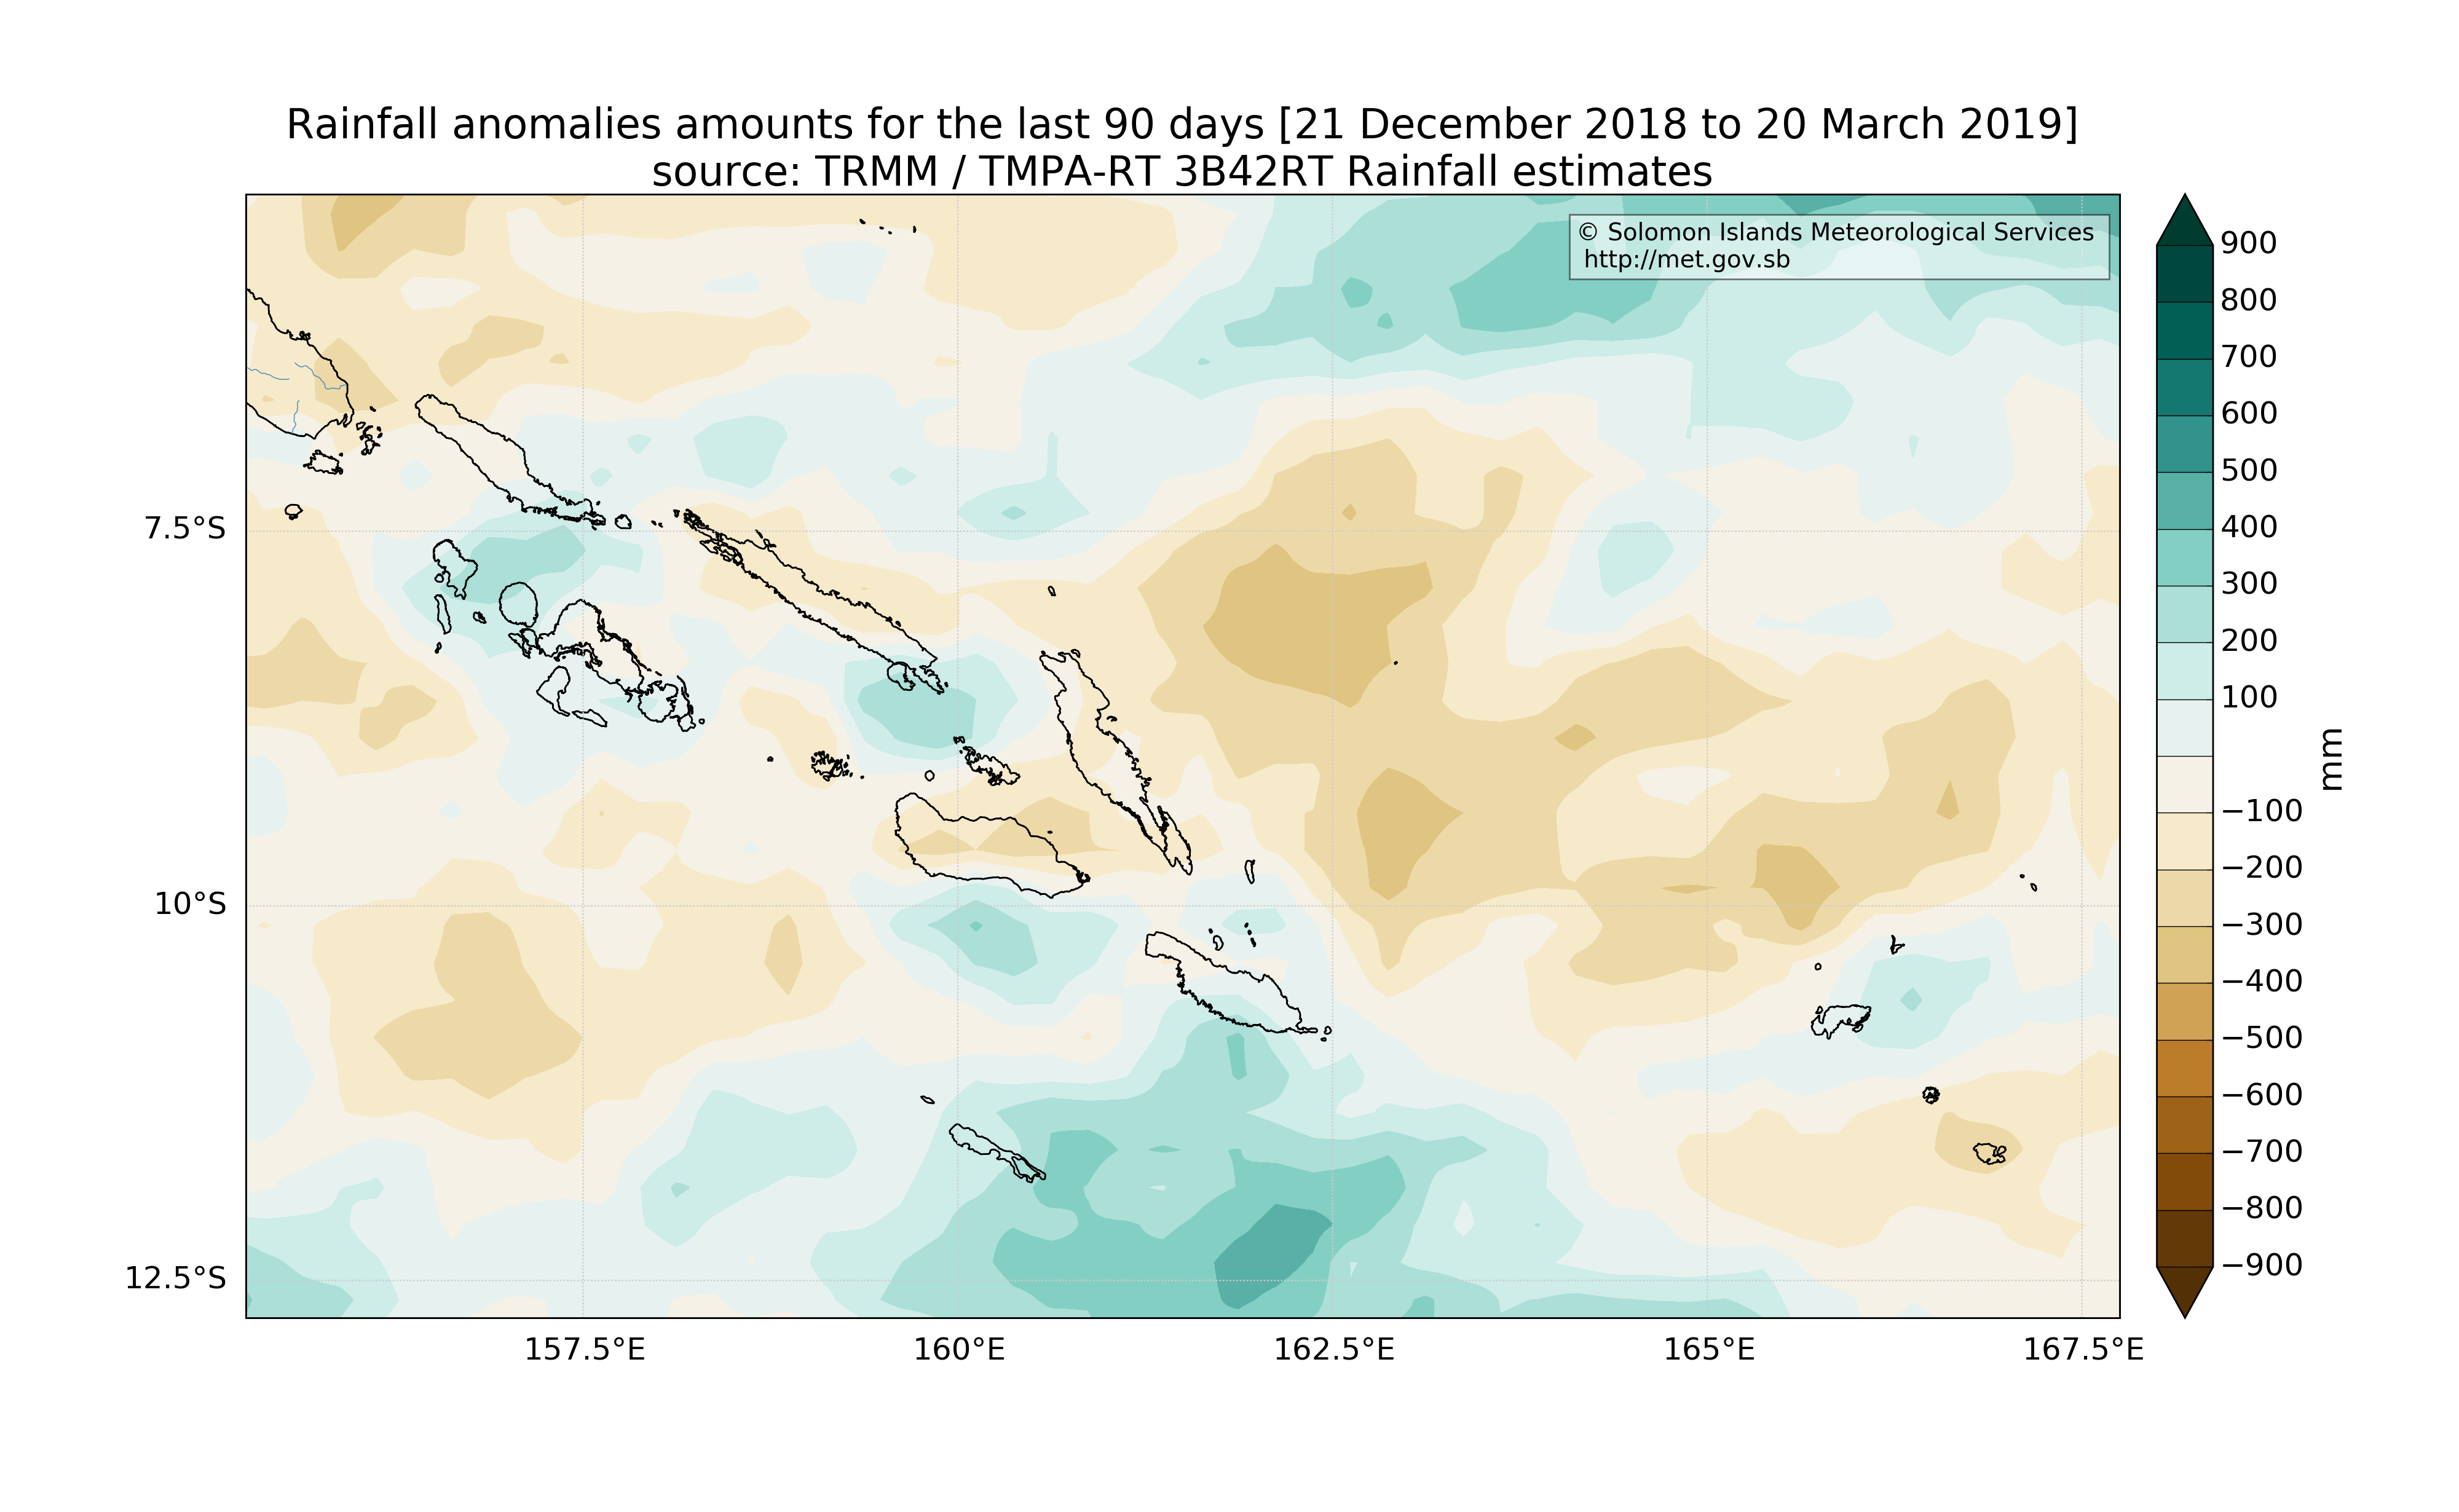 Rainfall anomalies amounts for the last 90 days [21 December 2018 to 20 March 2019]
source: TRMM / TMPA-RT 3B42RT Rainfall estimates
© Solomon Islands Meteorological Services
http://met.gov.sb
7.5°S
10°S
12.5°S
157.5°E
160°E
162.5°E
165°E
167.5°E
900
800
700
600
500
400
300
200
100
−100
−200
−300
−400
−500
−600
−700
−800
−900
mm